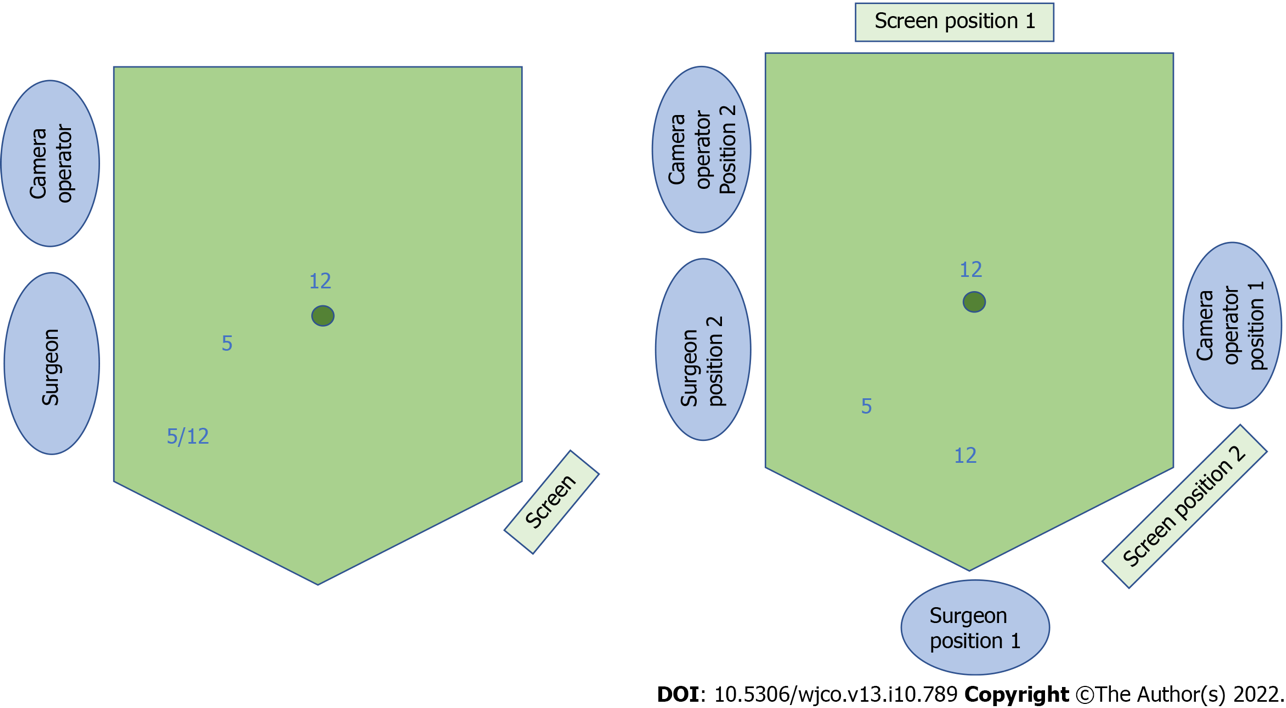 Camera
operator
Surgeon
12
5
5/12
Screen
Screen position 1
Camera
operator
Position 2
Surgeon
position 2
12
5
12
Camera
operator
position 1
Screen position 2
Surgeon
position 1
DOI: 10.5306/wjco.v13.i10.789 Copyright ©The Author(s) 2022.